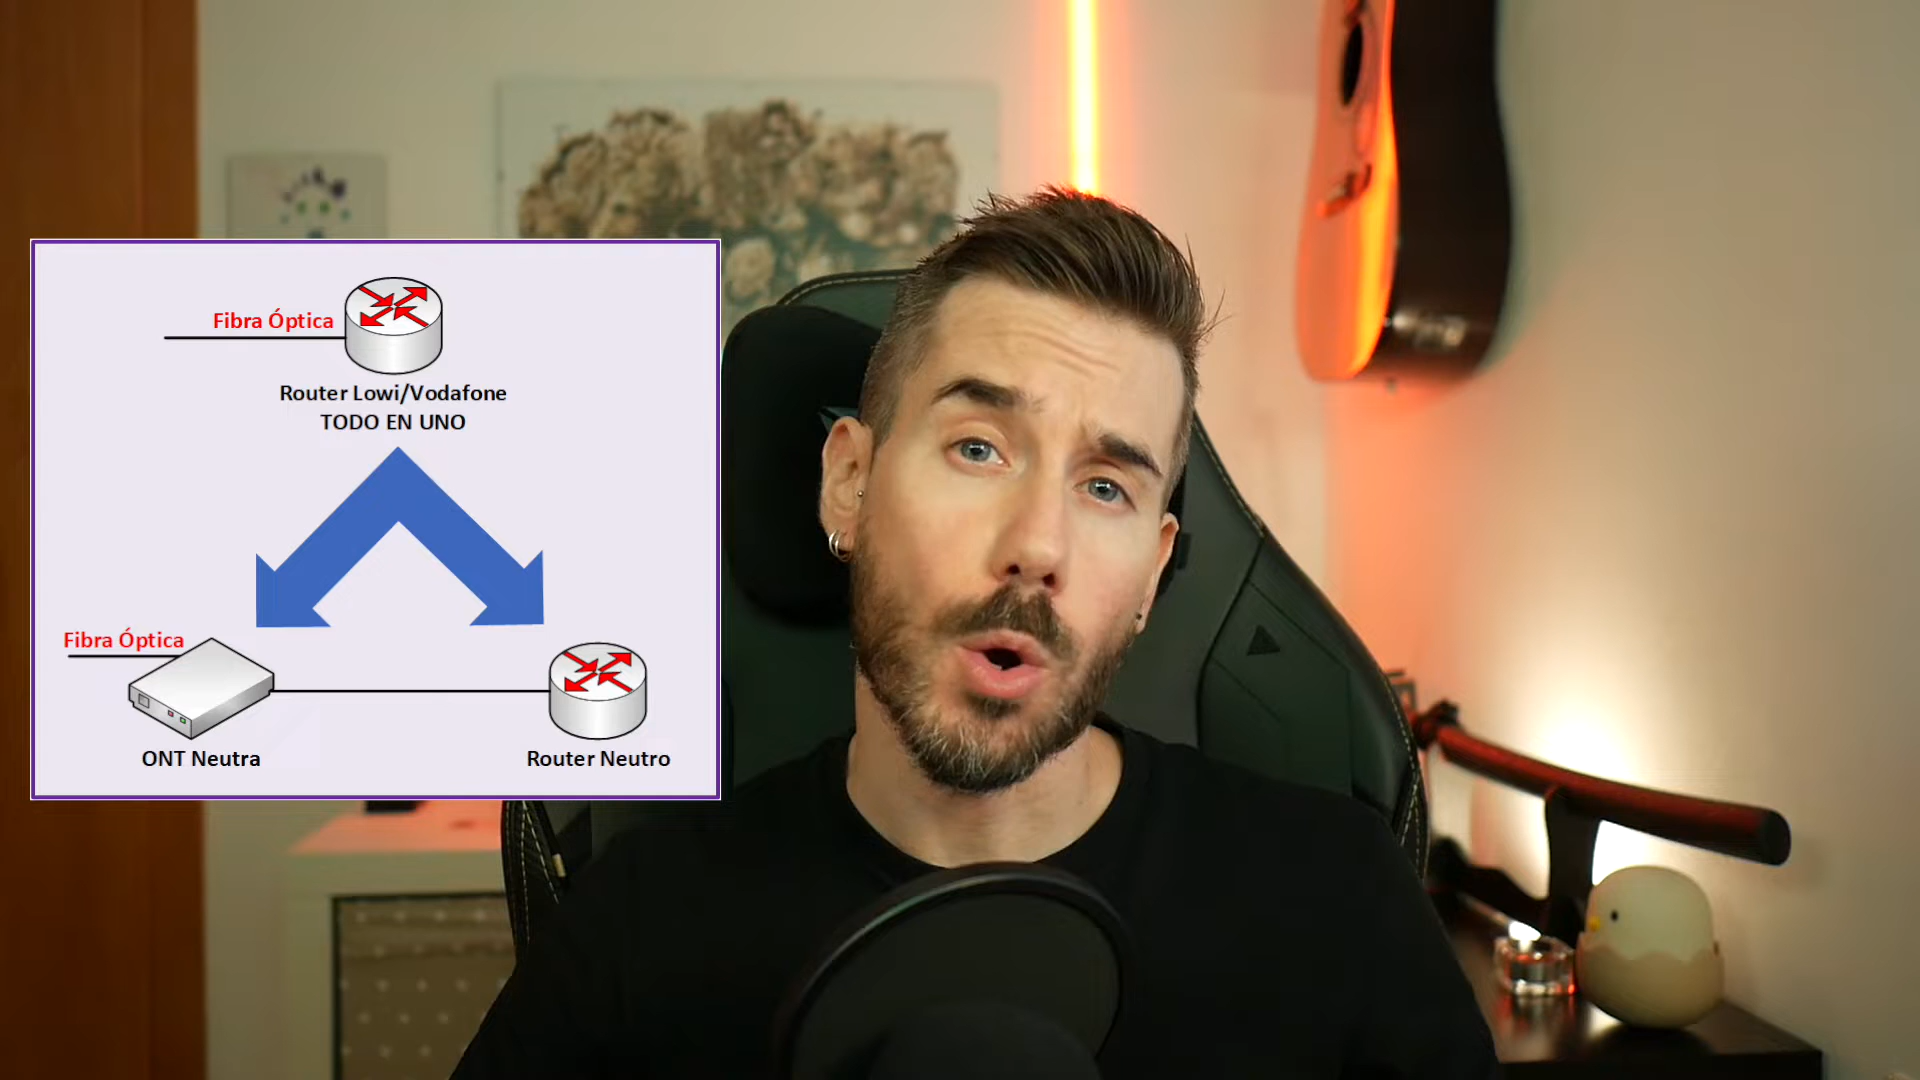 Fibra Óptica
Router Lowi/Vodafone
TODO EN UNO
Fibra Óptica
ONT Neutra
Router Neutro